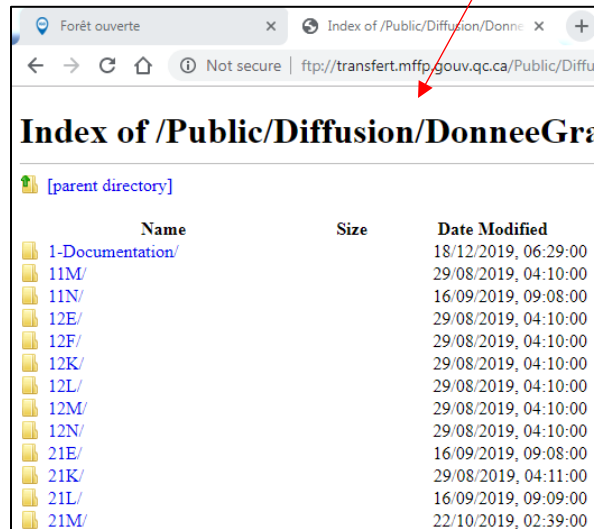 Forêt ouverte
Index of /Public/Diffusion/Donne
Not secure | ftp://transfert.mffp.gouv.qc.ca/Public/Diffu
Index of /Public/Diffusion/DonneeGra
[parent directory]
Name Size Date Modified
1-Documentation/ 18/12/2019, 06:29:00
11M/ 29/08/2019, 04:10:00
11N/ 16/09/2019, 09:08:00
12E/ 29/08/2019, 04:10:00
12F/ 29/08/2019, 04:10:00
12K/ 29/08/2019, 04:10:00
12L/ 29/08/2019, 04:10:00
12M/ 29/08/2019, 04:10:00
12N/ 29/08/2019, 04:10:00
21E/ 16/09/2019, 09:08:00
21K/ 29/08/2019, 04:11:00
21L/ 16/09/2019, 09:09:00
21M/ 22/10/2019, 02:39:00